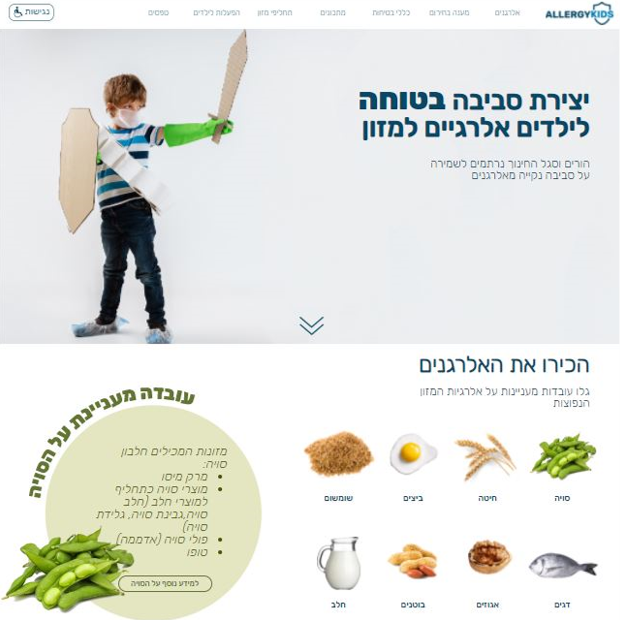 ALLERGYKIDS
אלרגנים
מענה בחירום
כללי בטיחות
מתכונים
תחליפי מזון
הפעלות לילדים
טפסים
נגישות
יצירת סביבה בטוחה
לילדים אלרגיים למזון
הורים וסגל החינוך נרתמים לשמירה
על סביבה נקייה מאלרגנים
הכירו את האלרגנים
גלו עובדות מעניינות על אלרגיות המזון
הנפוצות
סויה
חיטה
ביצים
שומשום
דגים
אגוזים
בוטנים
חלב
עובדה מעניינת על הסויה
מזונות המכילים חלבון
סויה:
מרק מיסו
מוצרי סויה כתחליף
למוצרי חלב (חלב
סויה,גבינת סויה, גלידת
סויה)
פולי סויה (אדממה)
טופו
למידע נוסף על הסויה